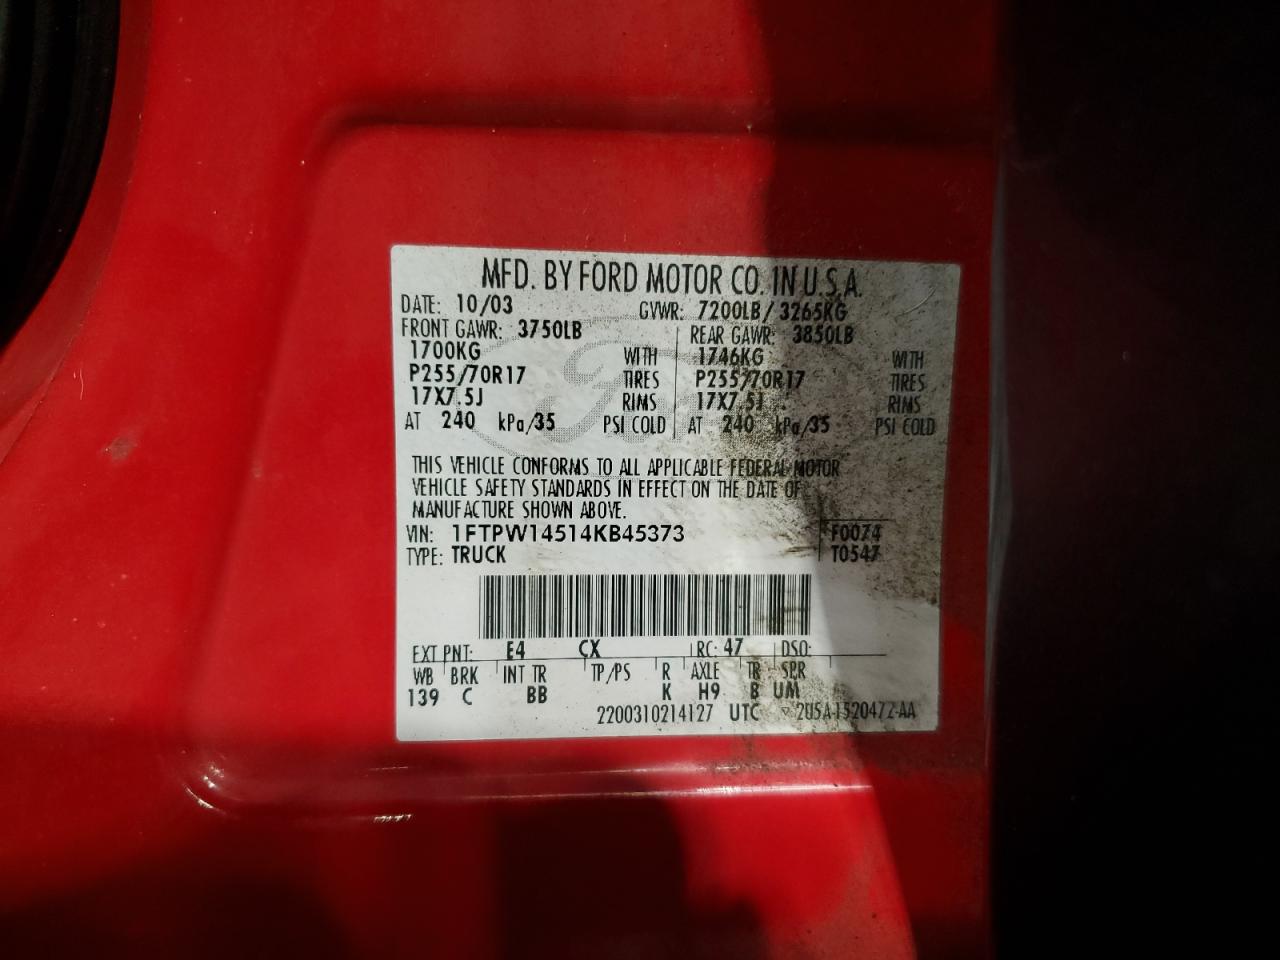 MFD. BY FORD MOTOR CO. IN U.S.A.
DATE: 10/03 GVWR: 7200LB/ 3265KG
FRONT GAWR: 3750LB REAR GAWR: 3850LB
1700KG WITH 1746KG WITH
P255/70R17 TIRES P255/70R17 TIRES
17X7.5J RIMS 17X7.5J RIMS
AT 240 kPa/35 PSI COLD AT 240 kPa/35 PSI COLD
THIS VEHICLE CONFORMS TO ALL APPLICABLE FEDERAL MOTOR
VEHICLE SAFETY STANDARDS IN EFFECT ON THE DATE OF
MANUFACTURE SHOWN ABOVE.
VIN: 1FTPW14514KB45373 F0074
TYPE: TRUCK T0547
EXT PNT: E4 CX RC: 47 DSO:
WB BRK INT TR TP/PS R AXLE TR SPR
139 C BB K H9 B UM
2200310214127 UTC 2U5A-1520472-AA